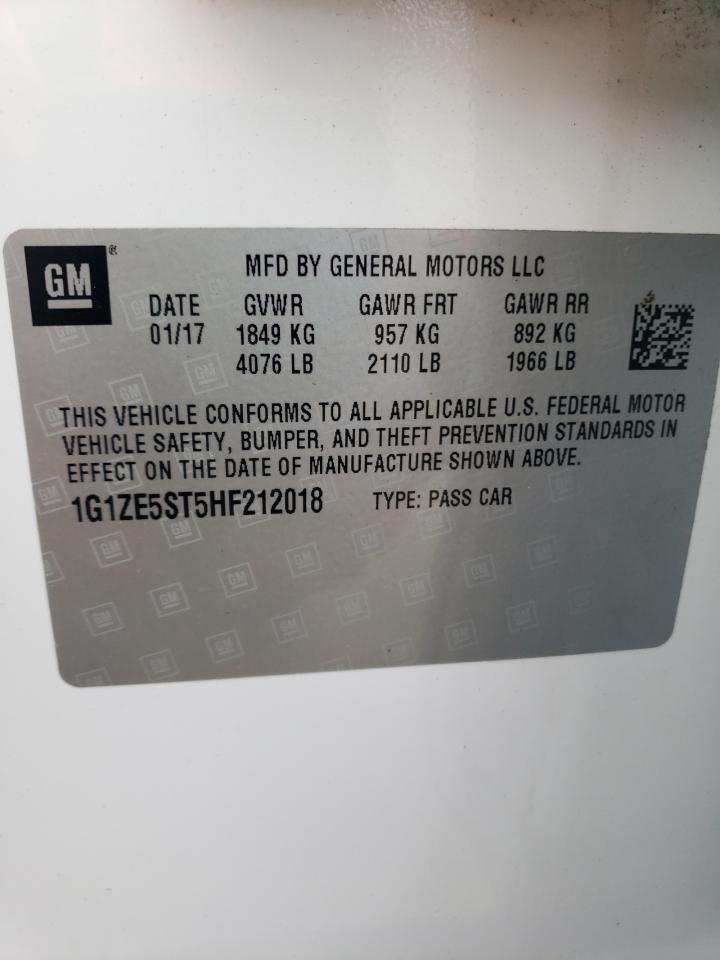 GM®
MFD BY GENERAL MOTORS LLC
DATE GVWR GAWR FRT GAWR RR
01/17 1849 KG 957 KG 892 KG
4076 LB 2110 LB 1966 LB
THIS VEHICLE CONFORMS TO ALL APPLICABLE U.S. FEDERAL MOTOR
VEHICLE SAFETY, BUMPER, AND THEFT PREVENTION STANDARDS IN
EFFECT ON THE DATE OF MANUFACTURE SHOWN ABOVE.
1G1ZE5ST5HF212018 TYPE: PASS CAR